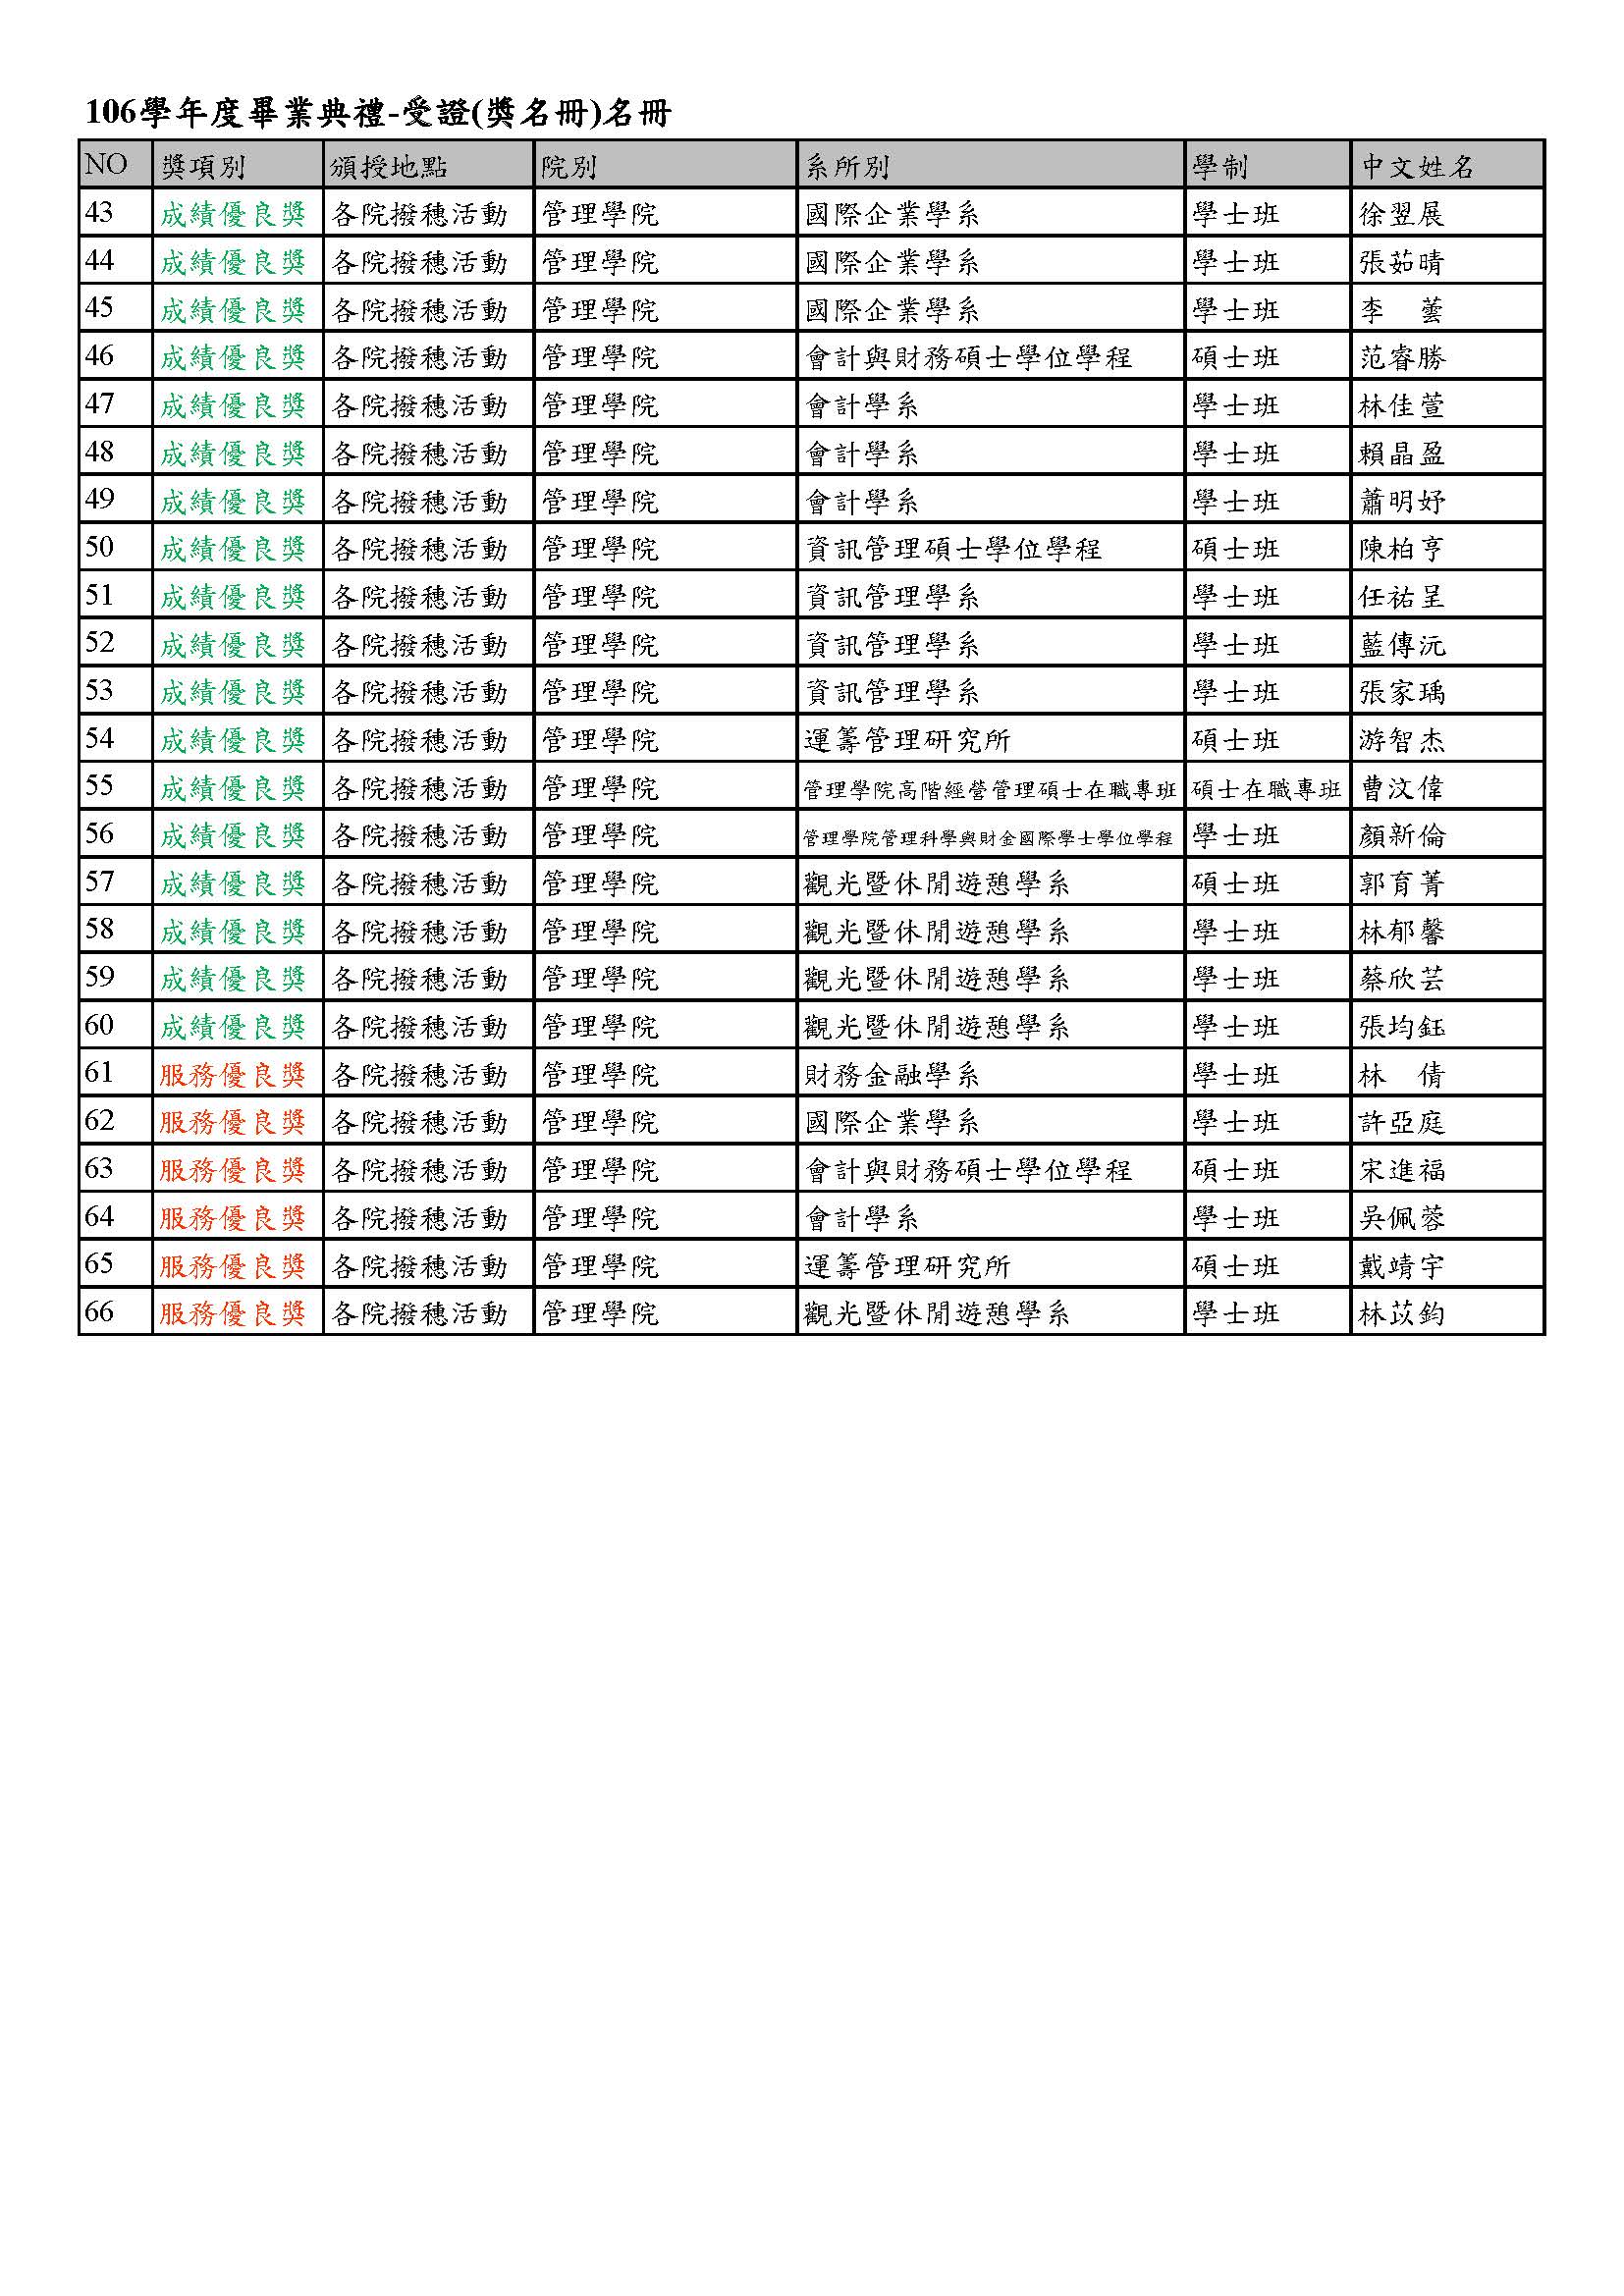 106學年度畢業典禮-受證(獎名冊)名冊
NO 獎項別 頒授地點 院別 系所別 學制 中文姓名
43 成績優良獎 各院撥穗活動 管理學院 國際企業學系 學士班 徐翌展
44 成績優良獎 各院撥穗活動 管理學院 國際企業學系 學士班 張茹晴
45 成績優良獎 各院撥穗活動 管理學院 國際企業學系 學士班 李　蕓
46 成績優良獎 各院撥穗活動 管理學院 會計與財務碩士學位學程 碩士班 范睿勝
47 成績優良獎 各院撥穗活動 管理學院 會計學系 學士班 林佳萱
48 成績優良獎 各院撥穗活動 管理學院 會計學系 學士班 賴晶盈
49 成績優良獎 各院撥穗活動 管理學院 會計學系 學士班 蕭明妤
50 成績優良獎 各院撥穗活動 管理學院 資訊管理碩士學位學程 碩士班 陳柏亨
51 成績優良獎 各院撥穗活動 管理學院 資訊管理學系 學士班 任祐呈
52 成績優良獎 各院撥穗活動 管理學院 資訊管理學系 學士班 藍傳沅
53 成績優良獎 各院撥穗活動 管理學院 資訊管理學系 學士班 張家瑀
54 成績優良獎 各院撥穗活動 管理學院 運籌管理研究所 碩士班 游智杰
55 成績優良獎 各院撥穗活動 管理學院 管理學院高階經營管理碩士在職專班 碩士在職專班 曹汶偉
56 成績優良獎 各院撥穗活動 管理學院 管理學院管理科學與財金國際學士學位學程 學士班 顏新倫
57 成績優良獎 各院撥穗活動 管理學院 觀光暨休閒遊憩學系 碩士班 郭育菁
58 成績優良獎 各院撥穗活動 管理學院 觀光暨休閒遊憩學系 學士班 林郁馨
59 成績優良獎 各院撥穗活動 管理學院 觀光暨休閒遊憩學系 學士班 蔡欣芸
60 成績優良獎 各院撥穗活動 管理學院 觀光暨休閒遊憩學系 學士班 張均鈺
61 服務優良獎 各院撥穗活動 管理學院 財務金融學系 學士班 林　倩
62 服務優良獎 各院撥穗活動 管理學院 國際企業學系 學士班 許亞庭
63 服務優良獎 各院撥穗活動 管理學院 會計與財務碩士學位學程 碩士班 宋進福
64 服務優良獎 各院撥穗活動 管理學院 會計學系 學士班 吳佩蓉
65 服務優良獎 各院撥穗活動 管理學院 運籌管理研究所 碩士班 戴靖宇
66 服務優良獎 各院撥穗活動 管理學院 觀光暨休閒遊憩學系 學士班 林苡鈞